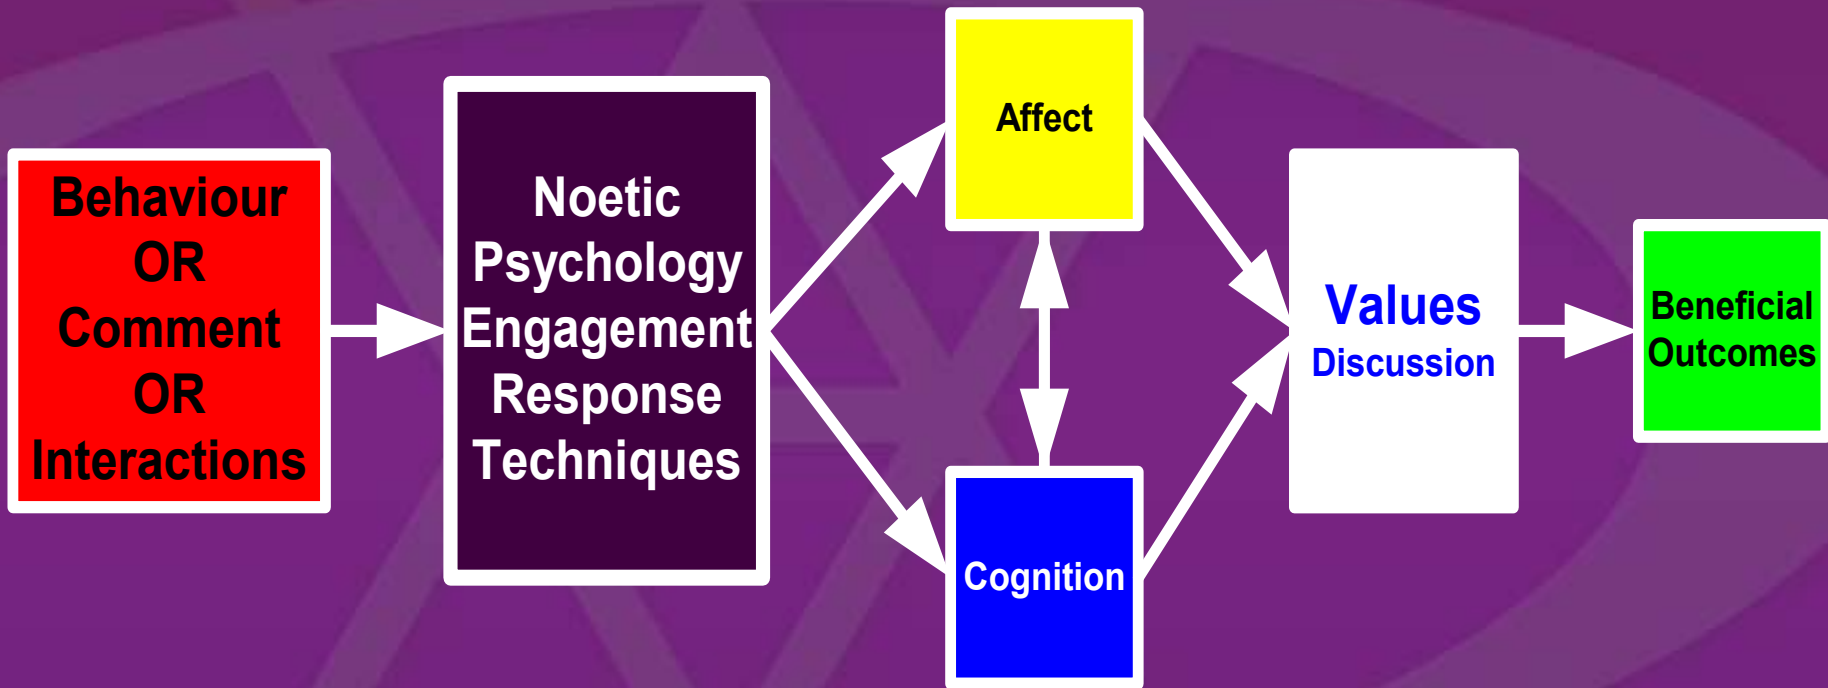 Behaviour
OR
Comment
OR
Interactions
Noetic
Psychology
Engagement
Response
Techniques
Affect
Cognition
Values
Discussion
Beneficial
Outcomes